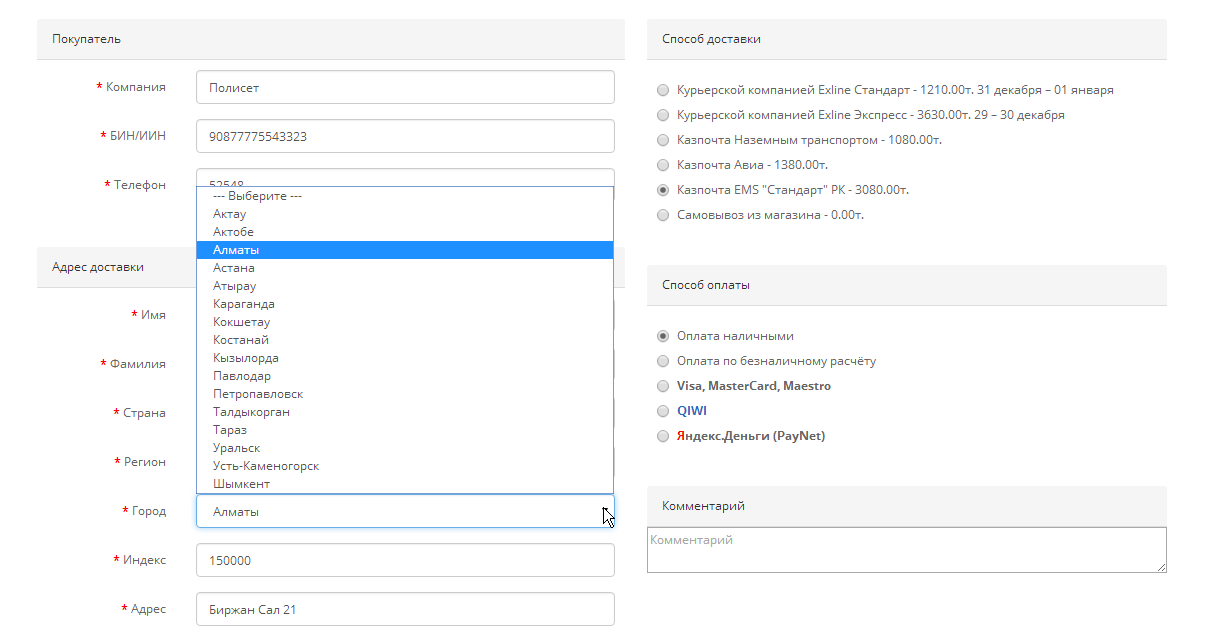 Покупатель
* Компания
Полисет
* БИН/ИИН
90877775543323
* Телефон
52548
--- Выберите ---
Актау
Актобе
Алматы
Астана
Атырау
Караганда
Кокшетау
Костанай
Кызылорда
Павлодар
Петропавловск
Талдыкорган
Тараз
Уральск
Усть-Каменогорск
Шымкент
Адрес доставки
* Имя
* Фамилия
* Страна
* Регион
* Город
Алматы
* Индекс
150000
* Адрес
Биржан Сал 21
Способ доставки
Курьерской компанией Exline Стандарт - 1210.00т. 31 декабря – 01 января
Курьерской компанией Exline Экспресс - 3630.00т. 29 – 30 декабря
Казпочта Наземным транспортом - 1080.00т.
Казпочта Авиа - 1380.00т.
Казпочта EMS "Стандарт" РК - 3080.00т.
Самовывоз из магазина - 0.00т.
Способ оплаты
Оплата наличными
Оплата по безналичному расчёту
Visa, MasterCard, Maestro
QIWI
Яндекс.Деньги (PayNet)
Комментарий
Комментарий